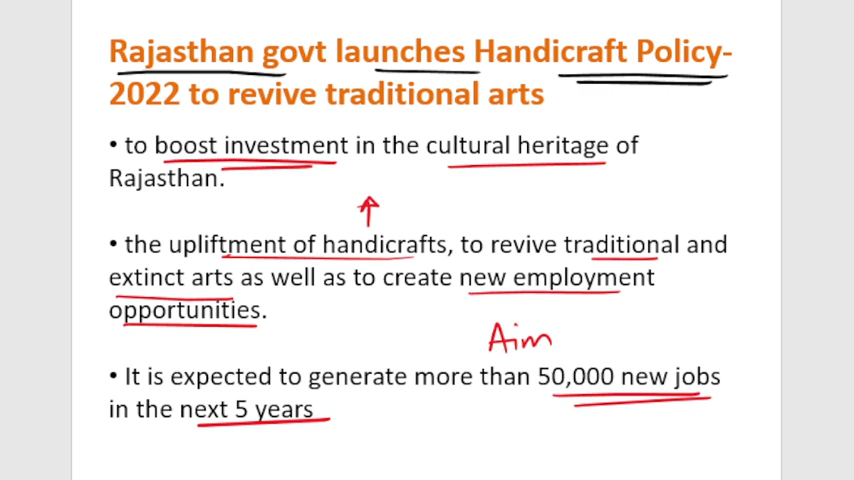 Rajasthan govt launches Handicraft Policy-
2022 to revive traditional arts
• to boost investment in the cultural heritage of
Rajasthan.
• the upliftment of handicrafts, to revive traditional and
extinct arts as well as to create new employment
opportunities.
Aim
• It is expected to generate more than 50,000 new jobs
in the next 5 years